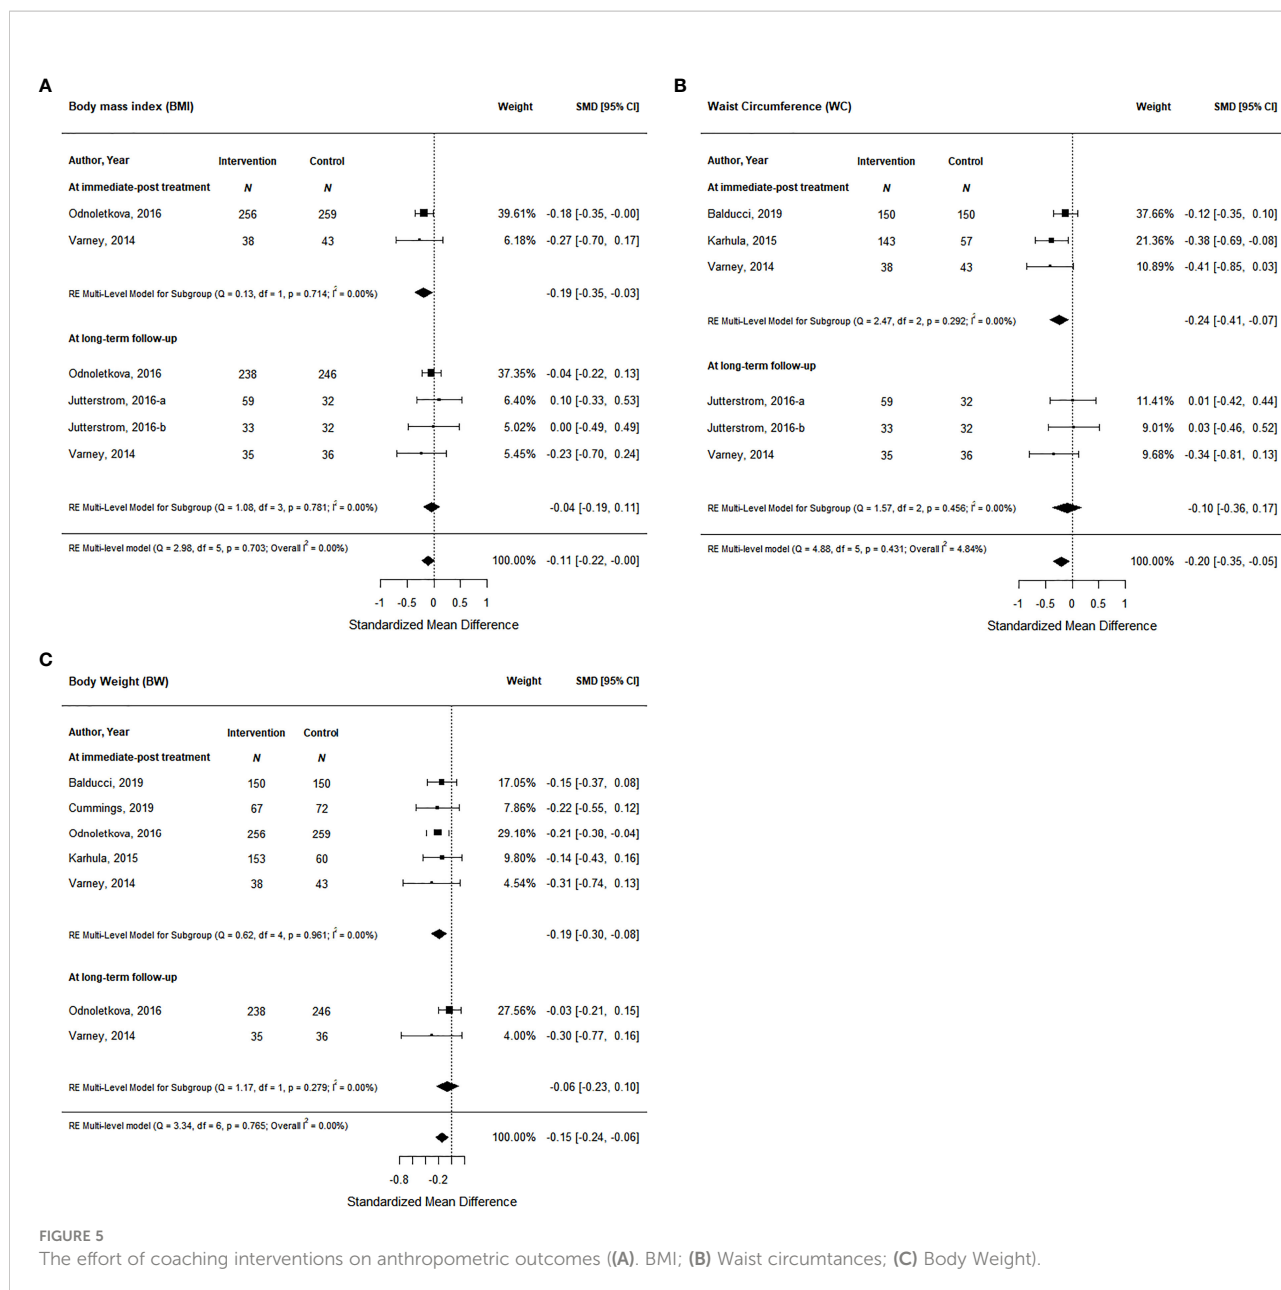 A
Body mass index (BMI) Weight SMD [95% CI]
Author, Year Intervention Control
At immediate-post treatment N N
Odnoletkova, 2016 256 259 39.61% -0.18 [-0.35, -0.00]
Varney, 2014 38 43 6.18% -0.27 [-0.70, 0.17]
RE Multi-Level Model for Subgroup (Q = 0.13, df = 1, p = 0.714; Î² = 0.00%) -0.19 [-0.35, -0.03]
At long-term follow-up
Odnoletkova, 2016 238 246 37.35% -0.04 [-0.22, 0.13]
Jutterstrom, 2016-a 59 32 6.40% 0.10 [-0.33, 0.53]
Jutterstrom, 2016-b 33 32 5.02% 0.00 [-0.49, 0.49]
Varney, 2014 35 36 5.45% -0.23 [-0.70, 0.24]
RE Multi-Level Model for Subgroup (Q = 1.08, df = 3, p = 0.781; Î² = 0.00%) -0.04 [-0.19, 0.11]
RE Multi-level model (Q = 2.98, df = 5, p = 0.703; Overall I² = 0.00%)
100.00% -0.11 [-0.22, -0.00]
-1 -0.5 0 0.5 1
Standardized Mean Difference
B
Waist Circumference (WC) Weight SMD [95% CI]
Author, Year Intervention Control
At immediate-post treatment N N
Balducci, 2019 150 150 37.66% -0.12 [-0.35, 0.10]
Karhula, 2015 143 57 21.36% -0.38 [-0.69, -0.08]
Varney, 2014 38 43 10.89% -0.41 [-0.85, 0.03]
RE Multi-Level Model for Subgroup (Q = 2.47, df = 2, p = 0.292; Î² = 0.00%) -0.24 [-0.41, -0.07]
At long-term follow-up
Jutterstrom, 2016-a 59 32 11.41% 0.01 [-0.42, 0.44]
Jutterstrom, 2016-b 33 32 9.01% 0.03 [-0.46, 0.52]
Varney, 2014 35 36 9.68% -0.34 [-0.81, 0.13]
RE Multi-Level Model for Subgroup (Q = 1.57, df = 2, p = 0.456; Î² = 0.00%) -0.10 [-0.36, 0.17]
RE Multi-level model (Q = 4.88, df = 5, p = 0.431; Overall I² = 4.84%)
100.00% -0.20 [-0.35, -0.05]
-1 -0.5 0 0.5 1
Standardized Mean Difference
C
Body Weight (BW) Weight SMD [95% CI]
Author, Year Intervention Control
At immediate-post treatment N N
Balducci, 2019 150 150 17.05% -0.15 [-0.37, 0.08]
Cummings, 2019 67 72 7.86% -0.22 [-0.55, 0.12]
Odnoletkova, 2016 256 259 29.10% -0.21 [-0.30, -0.04]
Karhula, 2015 153 60 9.80% -0.14 [-0.43, 0.16]
Varney, 2014 38 43 4.54% -0.31 [-0.74, 0.13]
RE Multi-Level Model for Subgroup (Q = 0.62, df = 4, p = 0.961; Î² = 0.00%) -0.19 [-0.30, -0.08]
At long-term follow-up
Odnoletkova, 2016 238 246 27.56% -0.03 [-0.21, 0.15]
Varney, 2014 35 36 4.00% -0.30 [-0.77, 0.16]
RE Multi-Level Model for Subgroup (Q = 1.17, df = 1, p = 0.279; Î² = 0.00%) -0.06 [-0.23, 0.10]
RE Multi-level model (Q = 3.34, df = 6, p = 0.765; Overall I² = 0.00%)
100.00% -0.15 [-0.24, -0.06]
-0.8 -0.2
Standardized Mean Difference
FIGURE 5
The effort of coaching interventions on anthropometric outcomes ((A). BMI; (B) Waist circumtances; (C) Body Weight).